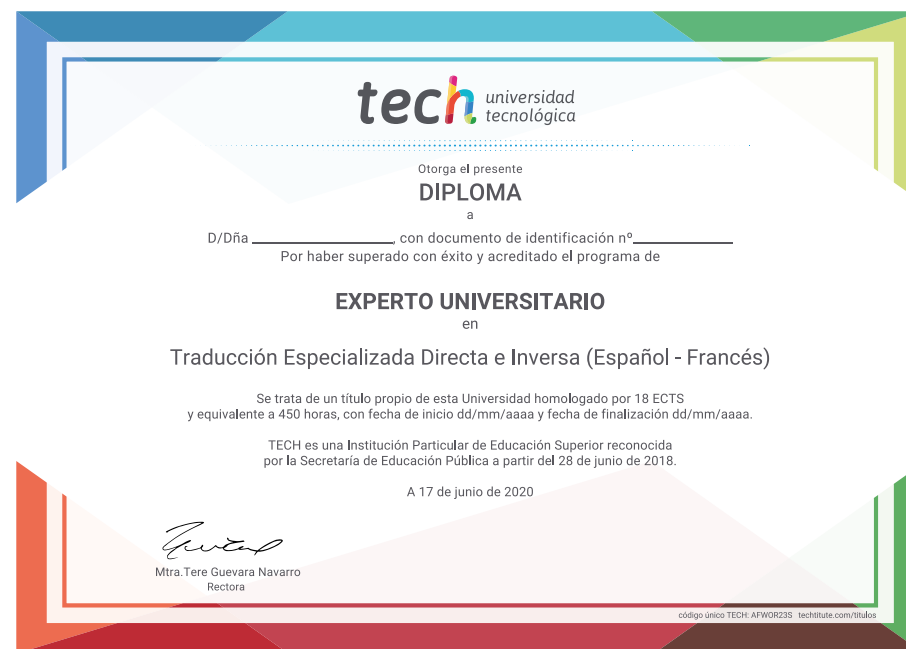 tech universidad
tecnológica
Otorga el presente
DIPLOMA
a
D/Dña ____________________, con documento de identificación nº______________
Por haber superado con éxito y acreditado el programa de
EXPERTO UNIVERSITARIO
en
Traducción Especializada Directa e Inversa (Español - Francés)
Se trata de un título propio de esta Universidad homologado por 18 ECTS
y equivalente a 450 horas, con fecha de inicio dd/mm/aaaa y fecha de finalización dd/mm/aaaa.
TECH es una Institución Particular de Educación Superior reconocida
por la Secretaría de Educación Pública a partir del 28 de junio de 2018.
A 17 de junio de 2020
Mtra.Tere Guevara Navarro
Rectora
código único TECH: AFWOR23S techtitute.com/titulos